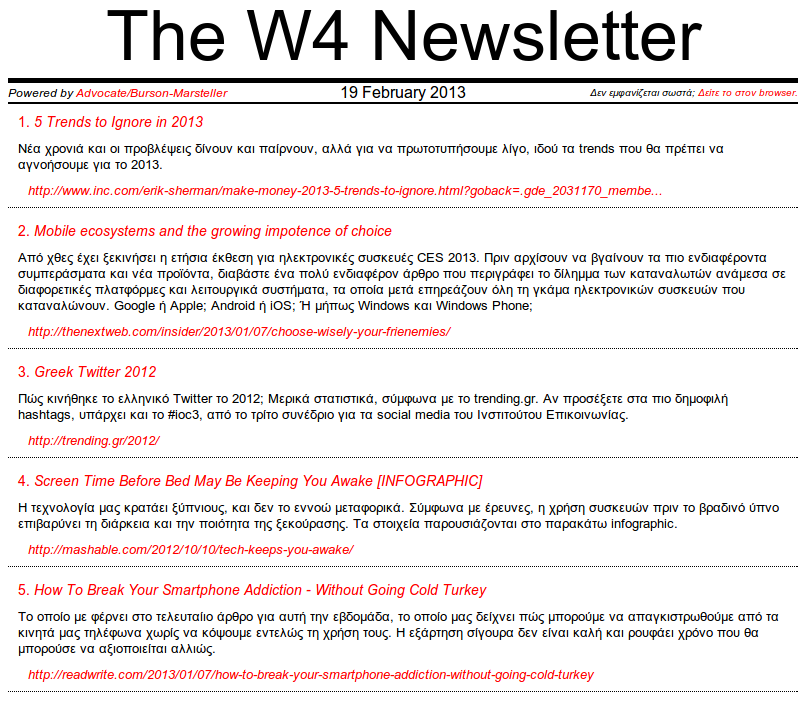 The W4 Newsletter
Powered by Advocate/Burson-Marsteller 19 February 2013 Δεν εμφανίζεται σωστά; Δείτε το στον browser.
1. 5 Trends to Ignore in 2013
Νέα χρονιά και οι προβλέψεις δίνουν και παίρνουν, αλλά για να πρωτοτυπήσουμε λίγο, ιδού τα trends που θα πρέπει να
αγνοήσουμε για το 2013.
http://www.inc.com/erik-sherman/make-money-2013-5-trends-to-ignore.html?goback=.gde_2031170_membe...
2. Mobile ecosystems and the growing impotence of choice
Από χθες έχει ξεκινήσει η ετήσια έκθεση για ηλεκτρονικές συσκευές CES 2013. Πριν αρχίσουν να βγαίνουν τα πιο ενδιαφέροντα
συμπεράσματα και νέα προϊόντα, διαβάστε ένα πολύ ενδιαφέρον άρθρο που περιγράφει το δίλημμα των καταναλωτών ανάμεσα σε
διαφορετικές πλατφόρμες και λειτουργικά συστήματα, τα οποία μετά επηρεάζουν όλη τη γκάμα ηλεκτρονικών συσκευών που
καταναλώνουν. Google ή Apple; Android ή iOS; Ή μήπως Windows και Windows Phone;
http://thenextweb.com/insider/2013/01/07/choose-wisely-your-frienemies/
3. Greek Twitter 2012
Πώς κινήθηκε το ελληνικό Twitter το 2012; Μερικά στατιστικά, σύμφωνα με το trending.gr. Αν προσέξετε στα πιο δημοφιλή
hashtags, υπάρχει και το #ioc3, από το τρίτο συνέδριο για τα social media του Ινστιτούτου Επικοινωνίας.
http://trending.gr/2012/
4. Screen Time Before Bed May Be Keeping You Awake [INFOGRAPHIC]
Η τεχνολογία μας κρατάει ξύπνιους, και δεν το εννοώ μεταφορικά. Σύμφωνα με έρευνες, η χρήση συσκευών πριν το βραδινό ύπνο
επιβαρύνει τη διάρκεια και την ποιότητα της ξεκούρασης. Τα στοιχεία παρουσιάζονται στο παρακάτω infographic.
http://mashable.com/2012/10/10/tech-keeps-you-awake/
5. How To Break Your Smartphone Addiction - Without Going Cold Turkey
Το οποίο με φέρνει στο τελευταίο άρθρο για αυτή την εβδομάδα, το οποίο μας δείχνει πώς μπορούμε να απαγκιστρωθούμε από τα
κινητά μας τηλέφωνα χωρίς να κόψουμε εντελώς τη χρήση τους. Η εξάρτηση σίγουρα δεν είναι καλή και ρουφάει χρόνο που θα
μπορούσε να αξιοποιείται αλλιώς.
http://readwrite.com/2013/01/07/how-to-break-your-smartphone-addiction-without-going-cold-turkey